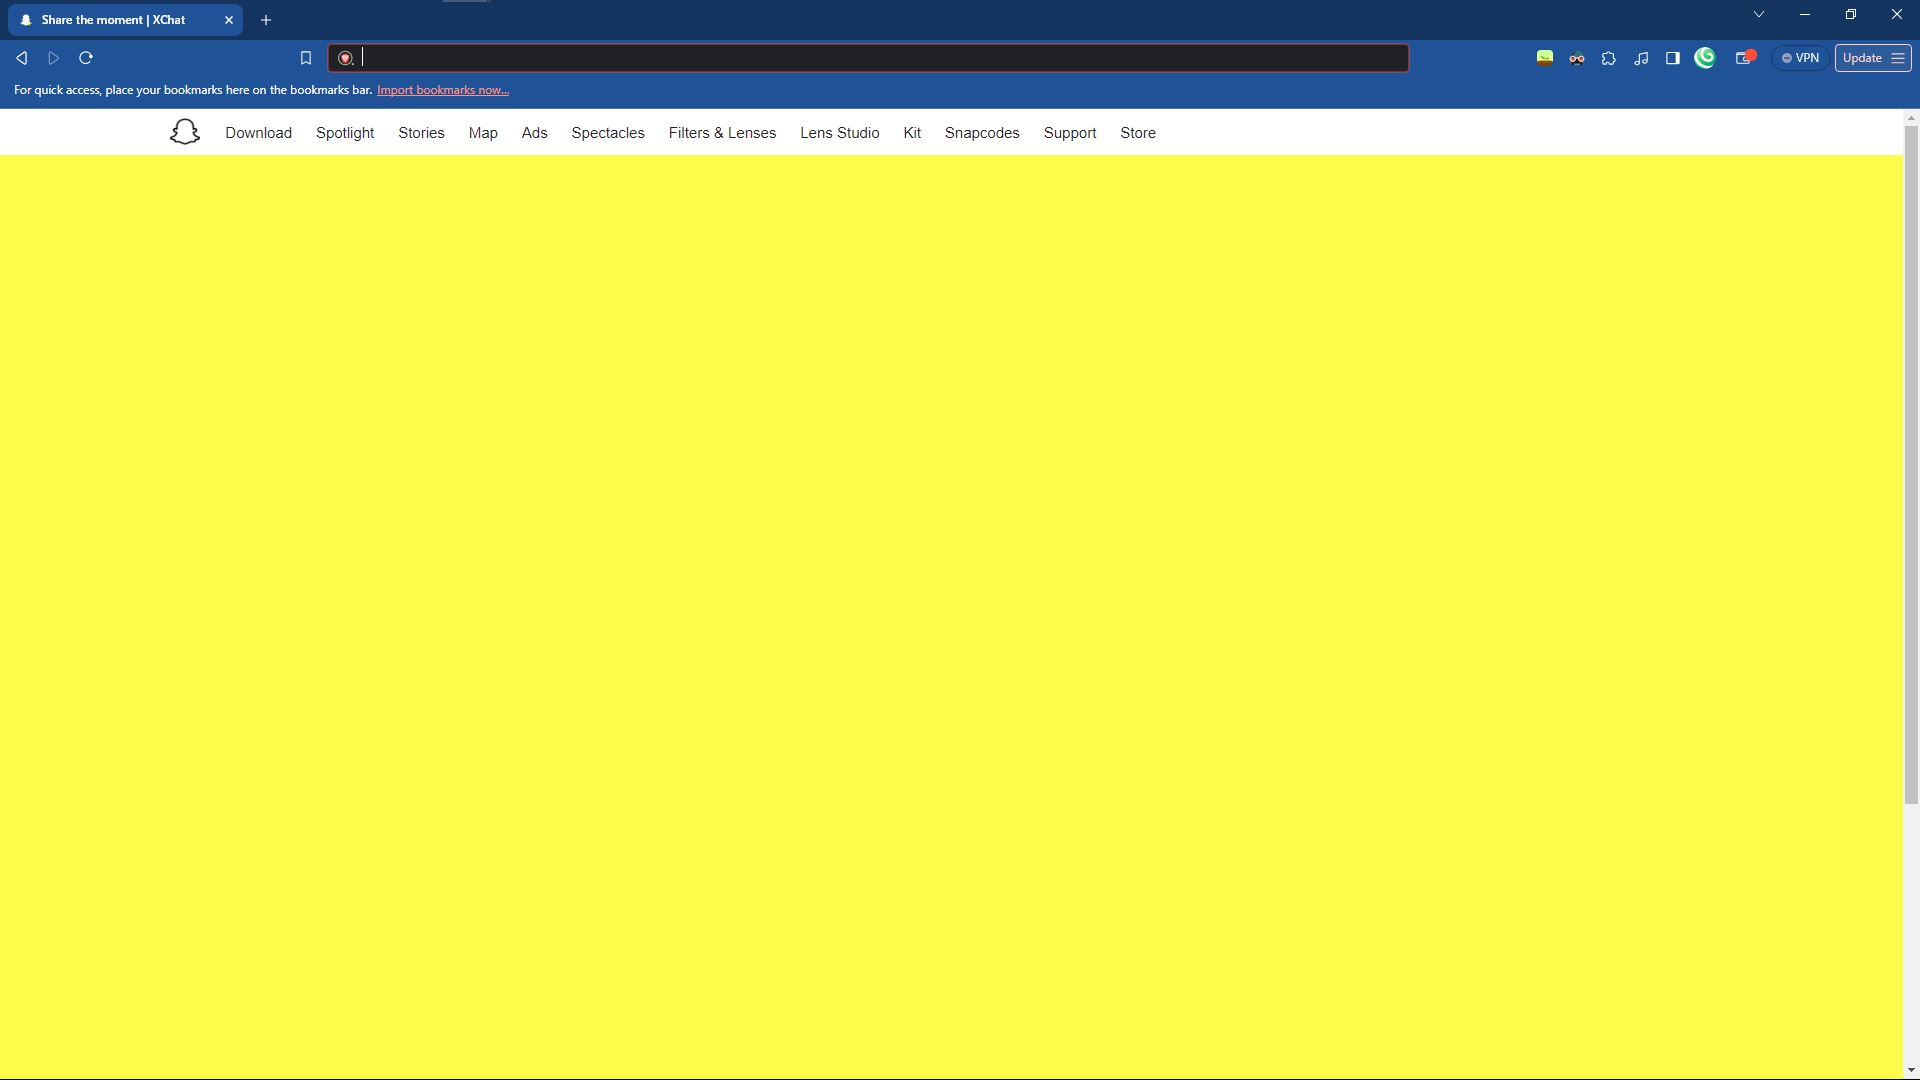 Share the moment | XChat
VPN
Update
For quick access, place your bookmarks here on the bookmarks bar. Import bookmarks now...
Download Spotlight Stories Map Ads Spectacles Filters & Lenses Lens Studio Kit Snapcodes Support Store